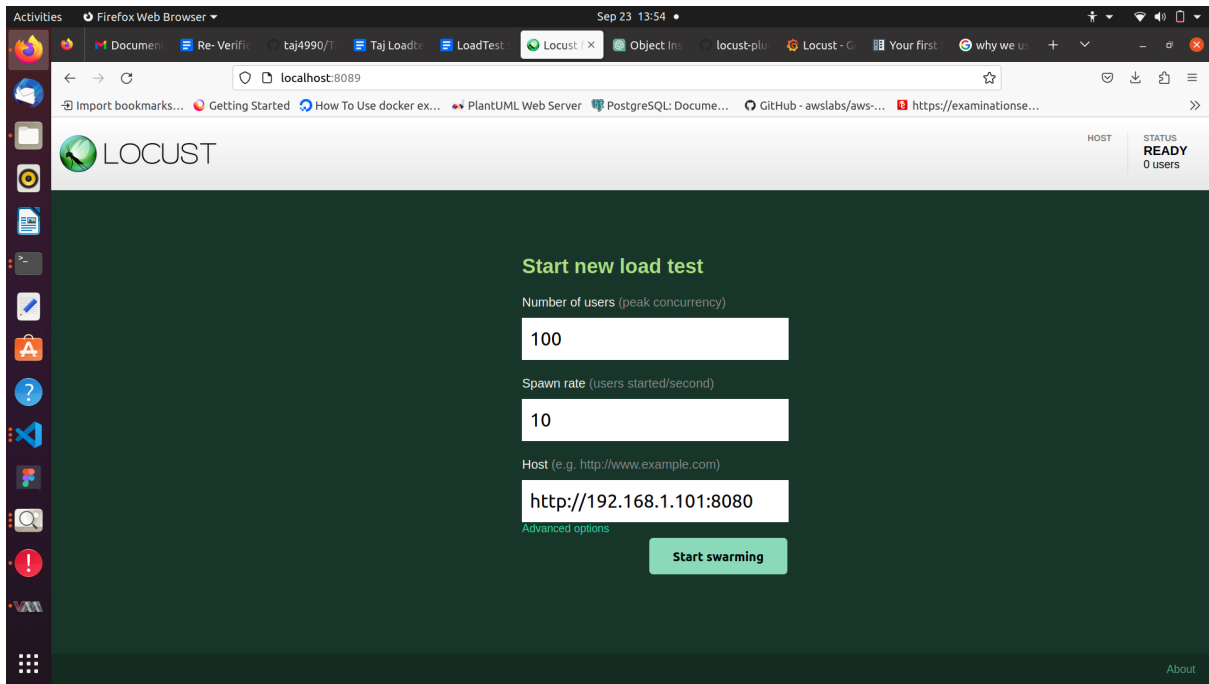 Activities Firefox Web Browser Sep 23 13:54
Documen Re- Verific taj4990/T Taj Loadte LoadTest Locust f Object Ins locust-plu Locust - G Your first why we us
localhost:8089
Import bookmarks... Getting Started How To Use docker ex... PlantUML Web Server PostgreSQL: Docume... GitHub - awslabs/aws-... https://examinationse...
LOCUST
HOST
STATUS
READY
0 users
Start new load test
Number of users (peak concurrency)
100
Spawn rate (users started/second)
10
Host (e.g. http://www.example.com)
http://192.168.1.101:8080
Advanced options
Start swarming
About